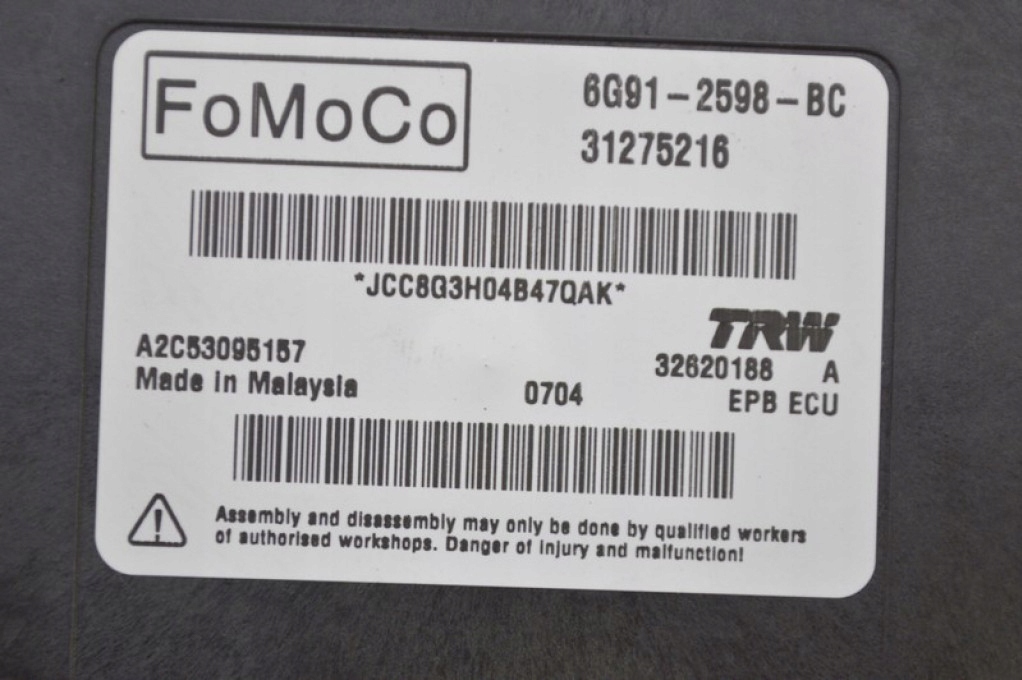 FoMoCo
6G91-2598-BC
31275216
*JCC8G3H04B47QAK*
TRW
A2C53095157
32620188 A
Made in Malaysia
0704
EPB ECU
Assembly and disassembly may only be done by qualified workers
of authorised workshops. Danger of injury and malfunction!